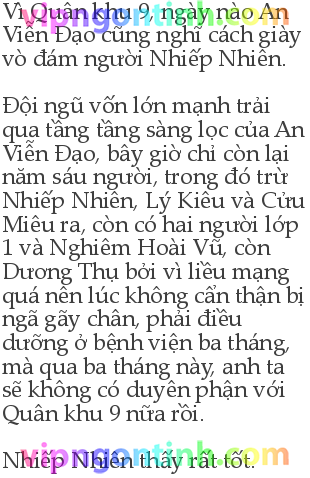 Vì Quân khu 9, ngày nào An
Viễn Đạo cũng nghĩ cách giày
vò đám người Nhiếp Nhiên.
Đội ngũ vốn lớn mạnh trải
qua tầng tầng sàng lọc của An
Viễn Đạo, bây giờ chỉ còn lại
năm sáu người, trong đó trừ
Nhiếp Nhiên, Lý Kiêu và Cửu
Miêu ra, còn có hai người lớp
1 và Nghiêm Hoài Vũ, còn
Dương Thụ bởi vì liều mạng
quá nên lúc không cẩn thận bị
ngã gãy chân, phải điều
dưỡng ở bệnh viện ba tháng,
mà qua ba tháng này, anh ta
sẽ không có duyên phận với
Quân khu 9 nữa rồi.
Nhiếp Nhiên thấy rất tốt.
vipngontinh.com
vipngontinh.com